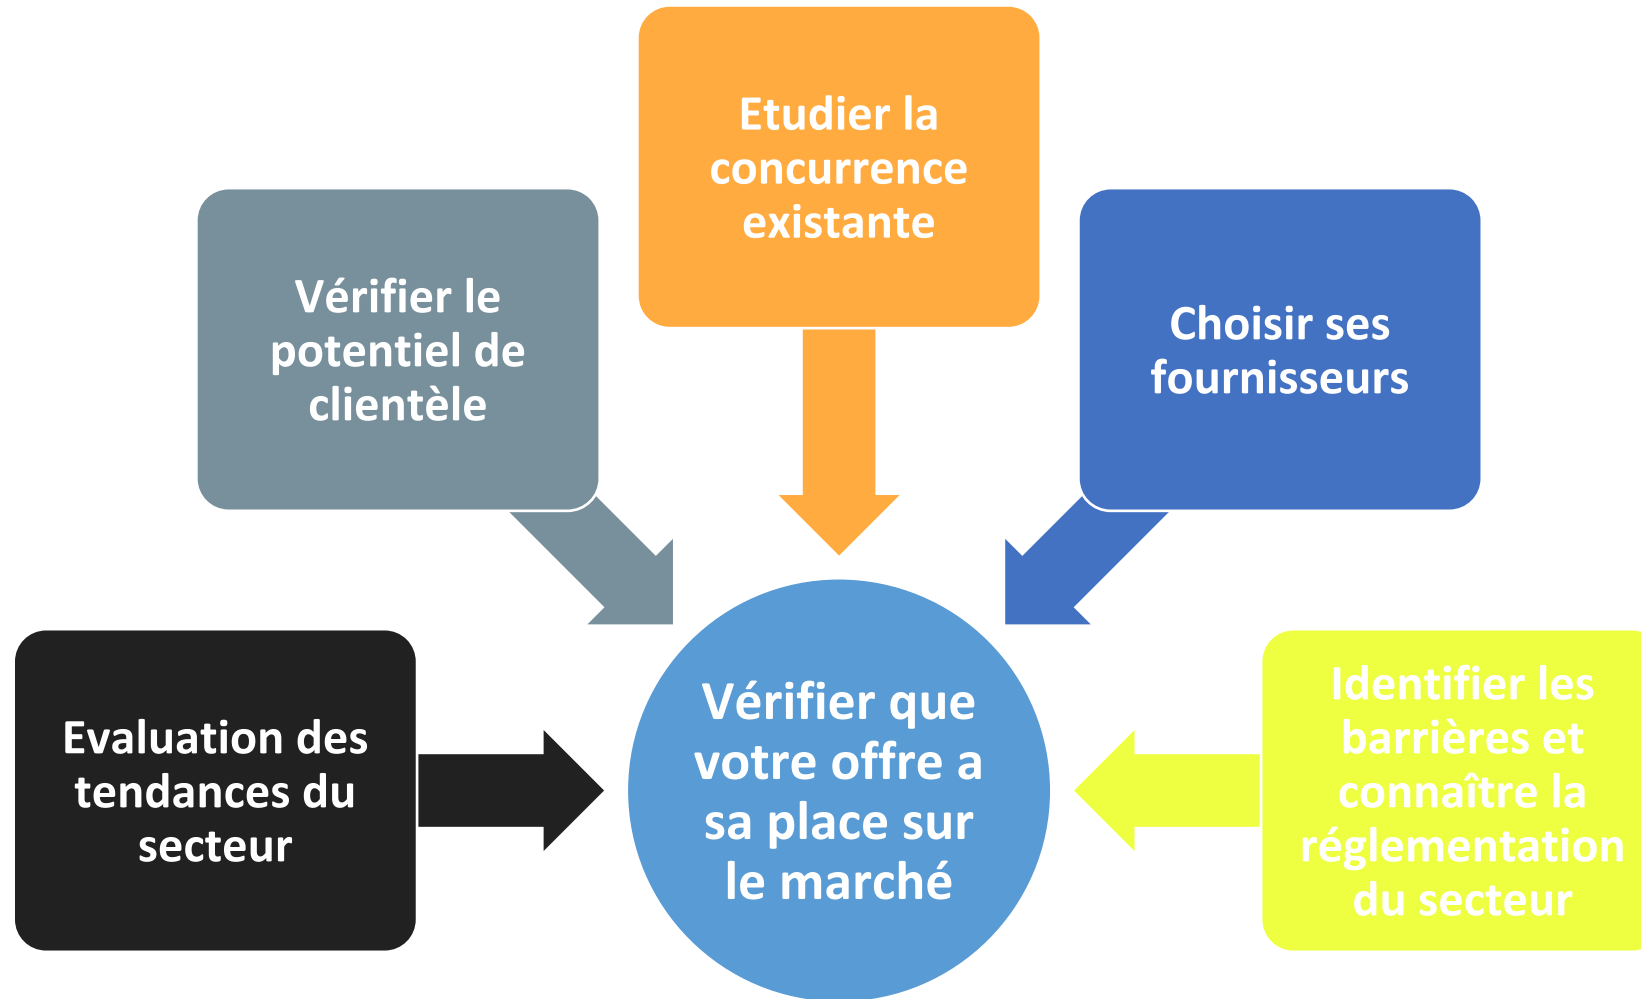 Etudier la
concurrence
existante
Vérifier le
potentiel de
clientèle
Choisir ses
fournisseurs
Evaluation des
tendances du
secteur
Vérifier que
votre offre a
sa place sur
le marché
Identifier les
barrières et
connaître la
réglementation
du secteur